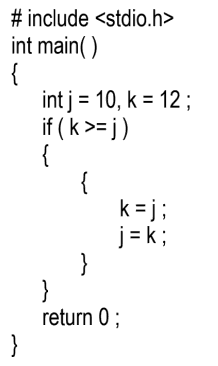 # include <stdio.h>
int main( )
{
int j = 10, k = 12 ;
if ( k >= j )
{
{
k = j ;
j = k ;
}
}
return 0 ;
}